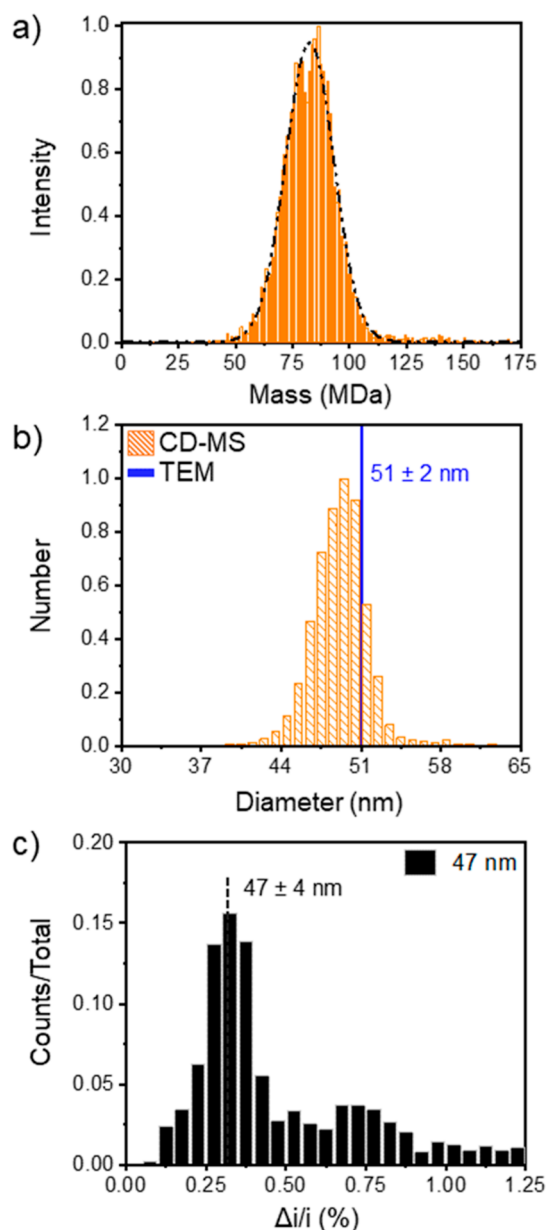 a)
1.0
0.8
0.6
0.4
0.2
0.0
Intensity
0 25 50 75 100 125 150 175
Mass (MDa)
b)
1.2
1.0
0.8
0.6
0.4
0.2
0.0
Number
CD-MS
TEM
51 ± 2 nm
30 37 44 51 58 65
Diameter (nm)
c)
0.20
0.15
0.10
0.05
0.00
Counts/Total
47 nm
47 ± 4 nm
0.00 0.25 0.50 0.75 1.00 1.25
Δi/i (%)